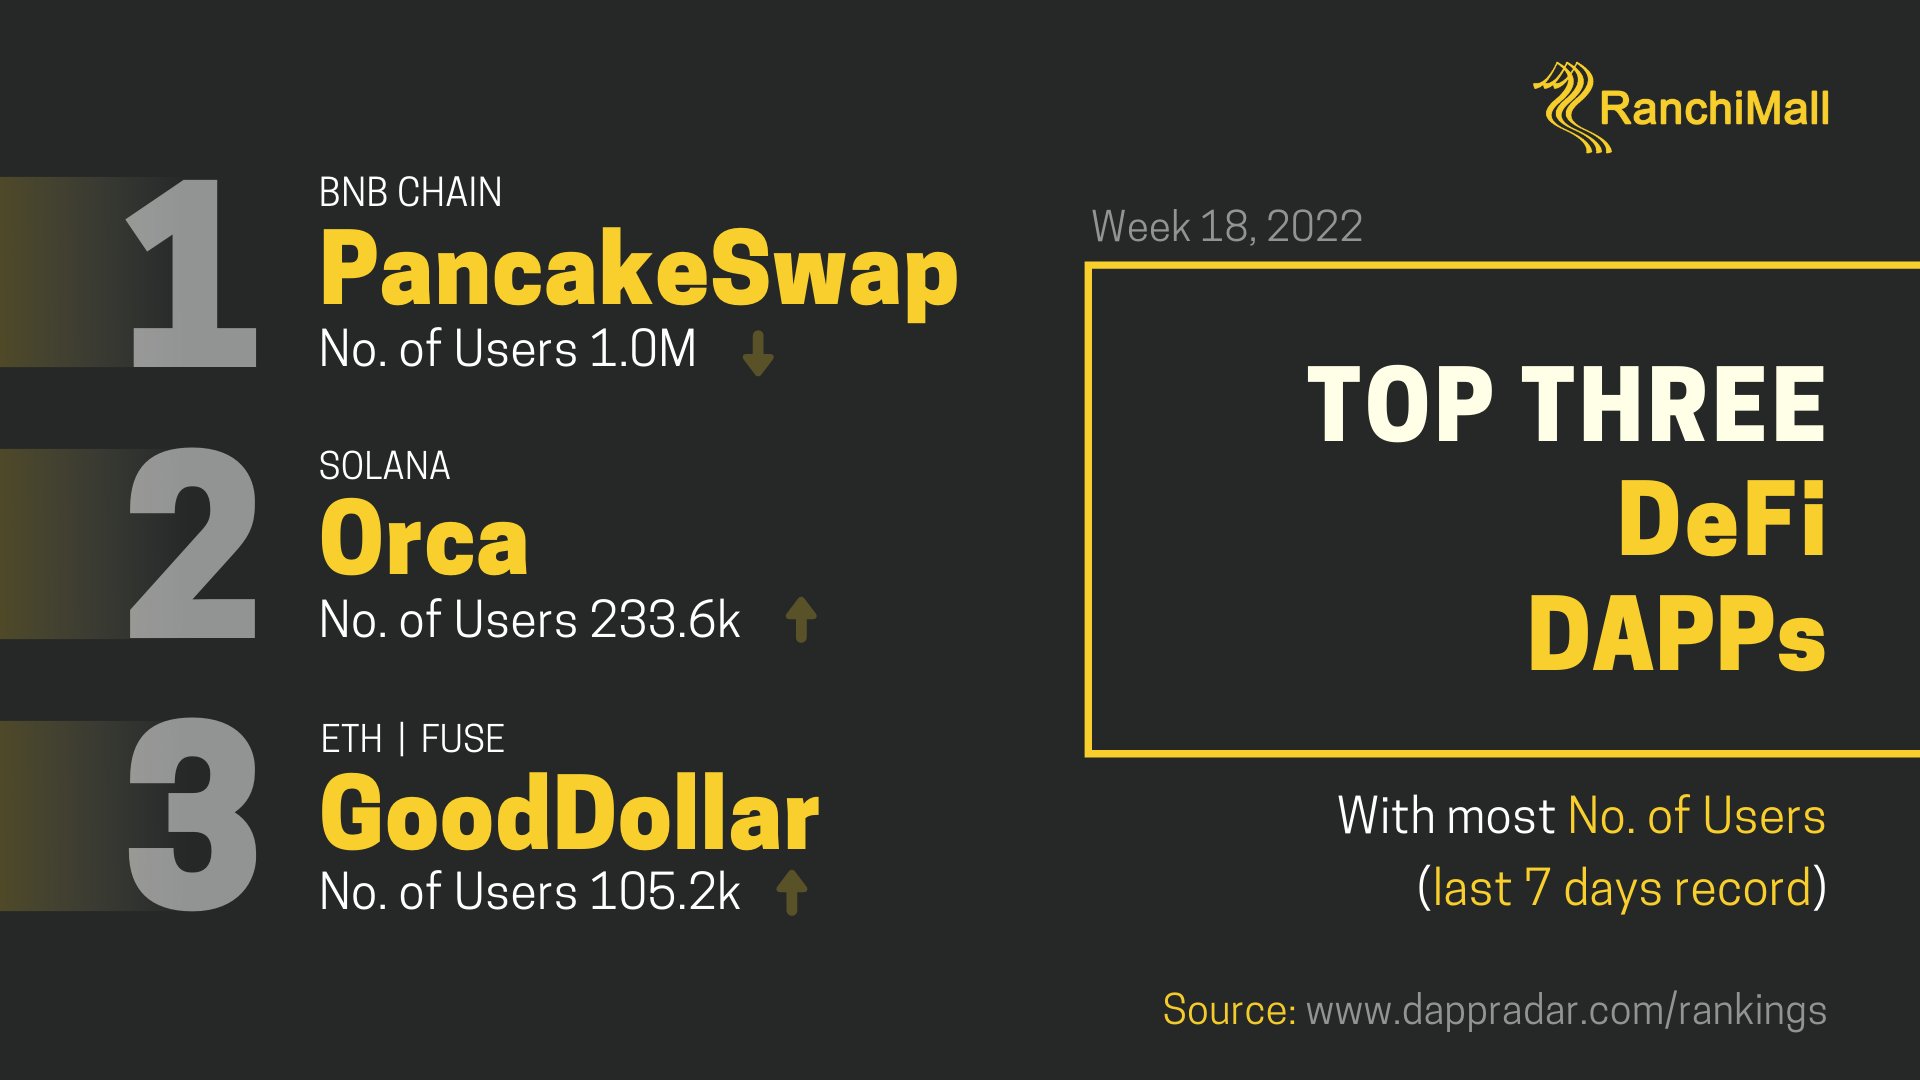 1
BNB CHAIN
PancakeSwap
No. of Users 1.0M
2
SOLANA
Orca
No. of Users 233.6k
3
ETH | FUSE
GoodDollar
No. of Users 105.2k
RanchiMall
Week 18, 2022
TOP THREE
DeFi
DAPPs
With most No. of Users
(last 7 days record)
Source: www.dappradar.com/rankings